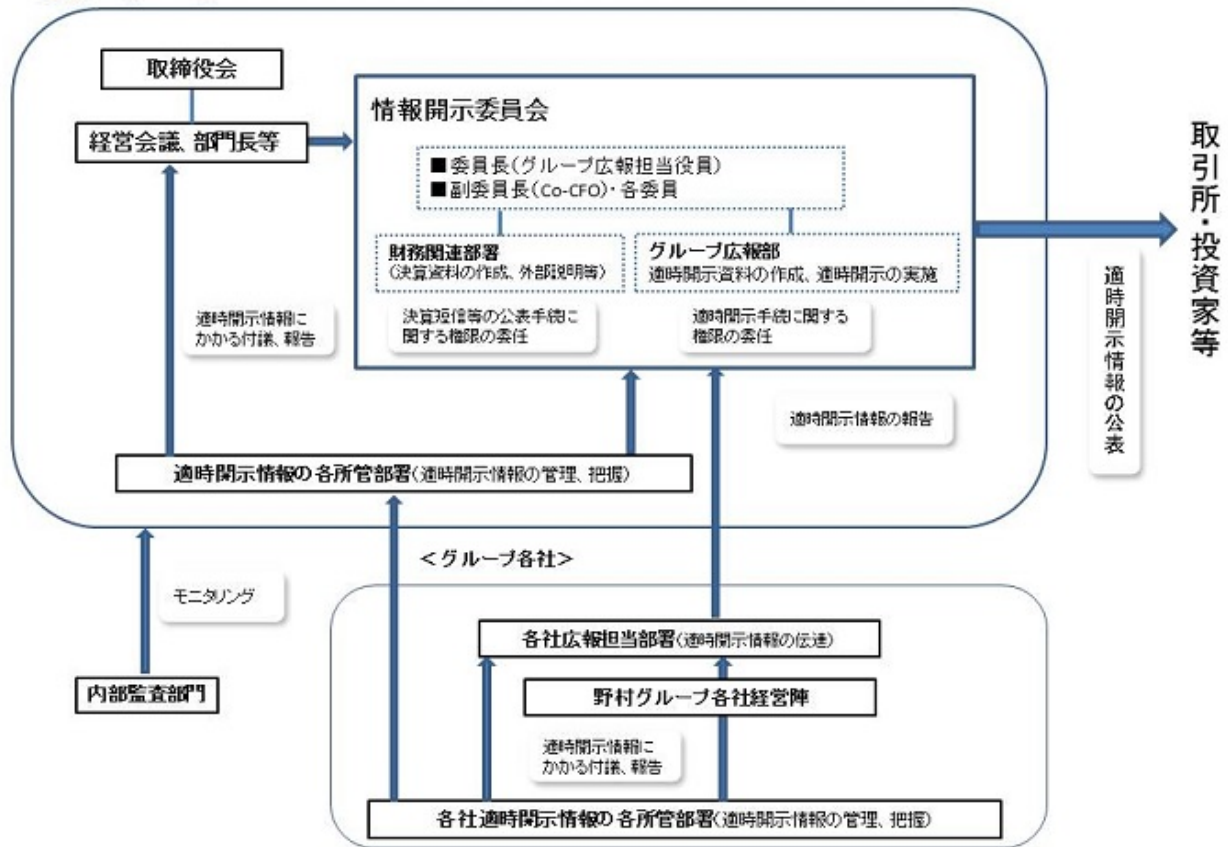 取締役会
経営会議、部門長等
情報開示委員会
■委員長(グループ広報担当役員)
■副委員長(Co-CFO)・各委員
財務関連部署
(決算資料の作成、外部説明等)
グループ広報部
適時開示資料の作成、適時開示の実施
決算短信等の公表手続に
関する権限の委任
適時開示手続に関する
権限の委任
適時開示情報に
かかる付議、報告
適時開示情報の報告
取引所・投資家等
適時開示情報の公表
適時開示情報の各所管部署(適時開示情報の管理、把握)
<グループ各社>
モニタリング
内部監査部門
各社広報担当部署(適時開示情報の伝達)
野村グループ各社経営陣
適時開示情報に
かかる付議、報告
各社適時開示情報の各所管部署(適時開示情報の管理、把握)